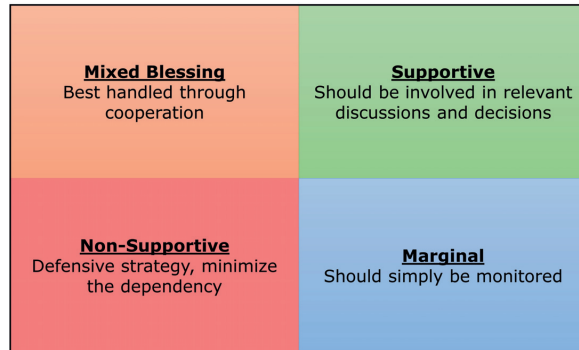 Mixed Blessing
Best handled through
cooperation
Supportive
Should be involved in relevant
discussions and decisions
Non-Supportive
Defensive strategy, minimize
the dependency
Marginal
Should simply be monitored